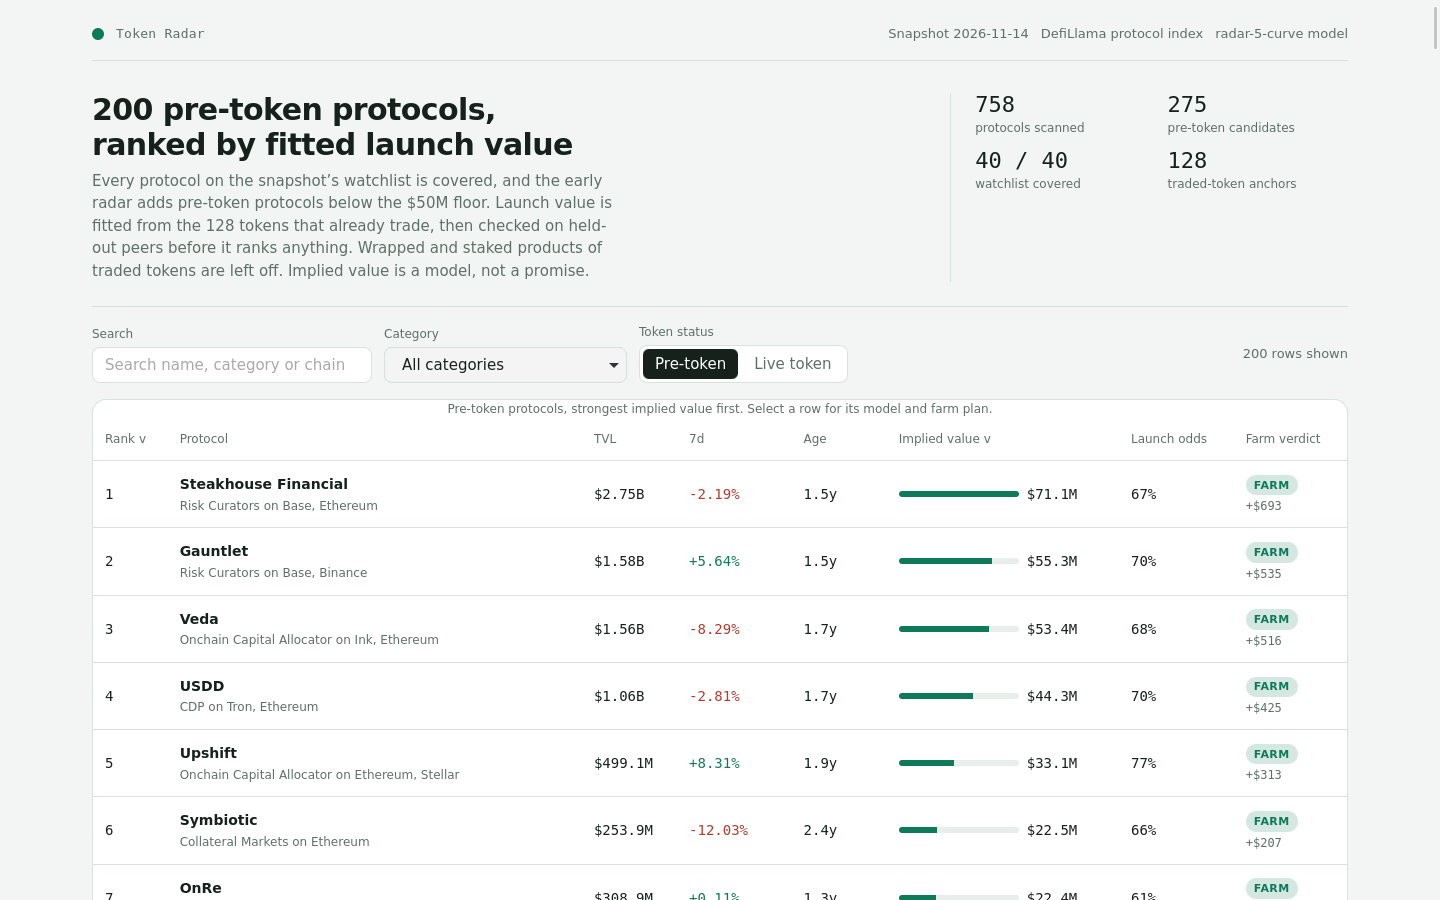 Token Radar
Snapshot 2026-11-14 DefiLlama protocol index radar-5-curve model
200 pre-token protocols,
ranked by fitted launch value
Every protocol on the snapshot’s watchlist is covered, and the early
radar adds pre-token protocols below the $50M floor. Launch value is
fitted from the 128 tokens that already trade, then checked on held-
out peers before it ranks anything. Wrapped and staked products of
traded tokens are left off. Implied value is a model, not a promise.
758
protocols scanned
275
pre-token candidates
40 / 40
watchlist covered
128
traded-token anchors
Search
Search name, category or chain
Category
All categories
Token status
Pre-token Live token
200 rows shown
Pre-token protocols, strongest implied value first. Select a row for its model and farm plan.
Rank v Protocol TVL 7d Age Implied value v Launch odds Farm verdict
1 Steakhouse Financial $2.75B -2.19% 1.5y $71.1M 67% FARM
Risk Curators on Base, Ethereum +$693
2 Gauntlet $1.58B +5.64% 1.5y $55.3M 70% FARM
Risk Curators on Base, Binance +$535
3 Veda $1.56B -8.29% 1.7y $53.4M 68% FARM
Onchain Capital Allocator on Ink, Ethereum +$516
4 USDD $1.06B -2.81% 1.7y $44.3M 70% FARM
CDP on Tron, Ethereum +$425
5 Upshift $499.1M +8.31% 1.9y $33.1M 77% FARM
Onchain Capital Allocator on Ethereum, Stellar +$313
6 Symbiotic $253.9M -12.03% 2.4y $22.5M 66% FARM
Collateral Markets on Ethereum +$207
7 OnRe $308.9M +0.11% 1.3y $22.4M 61% FARM